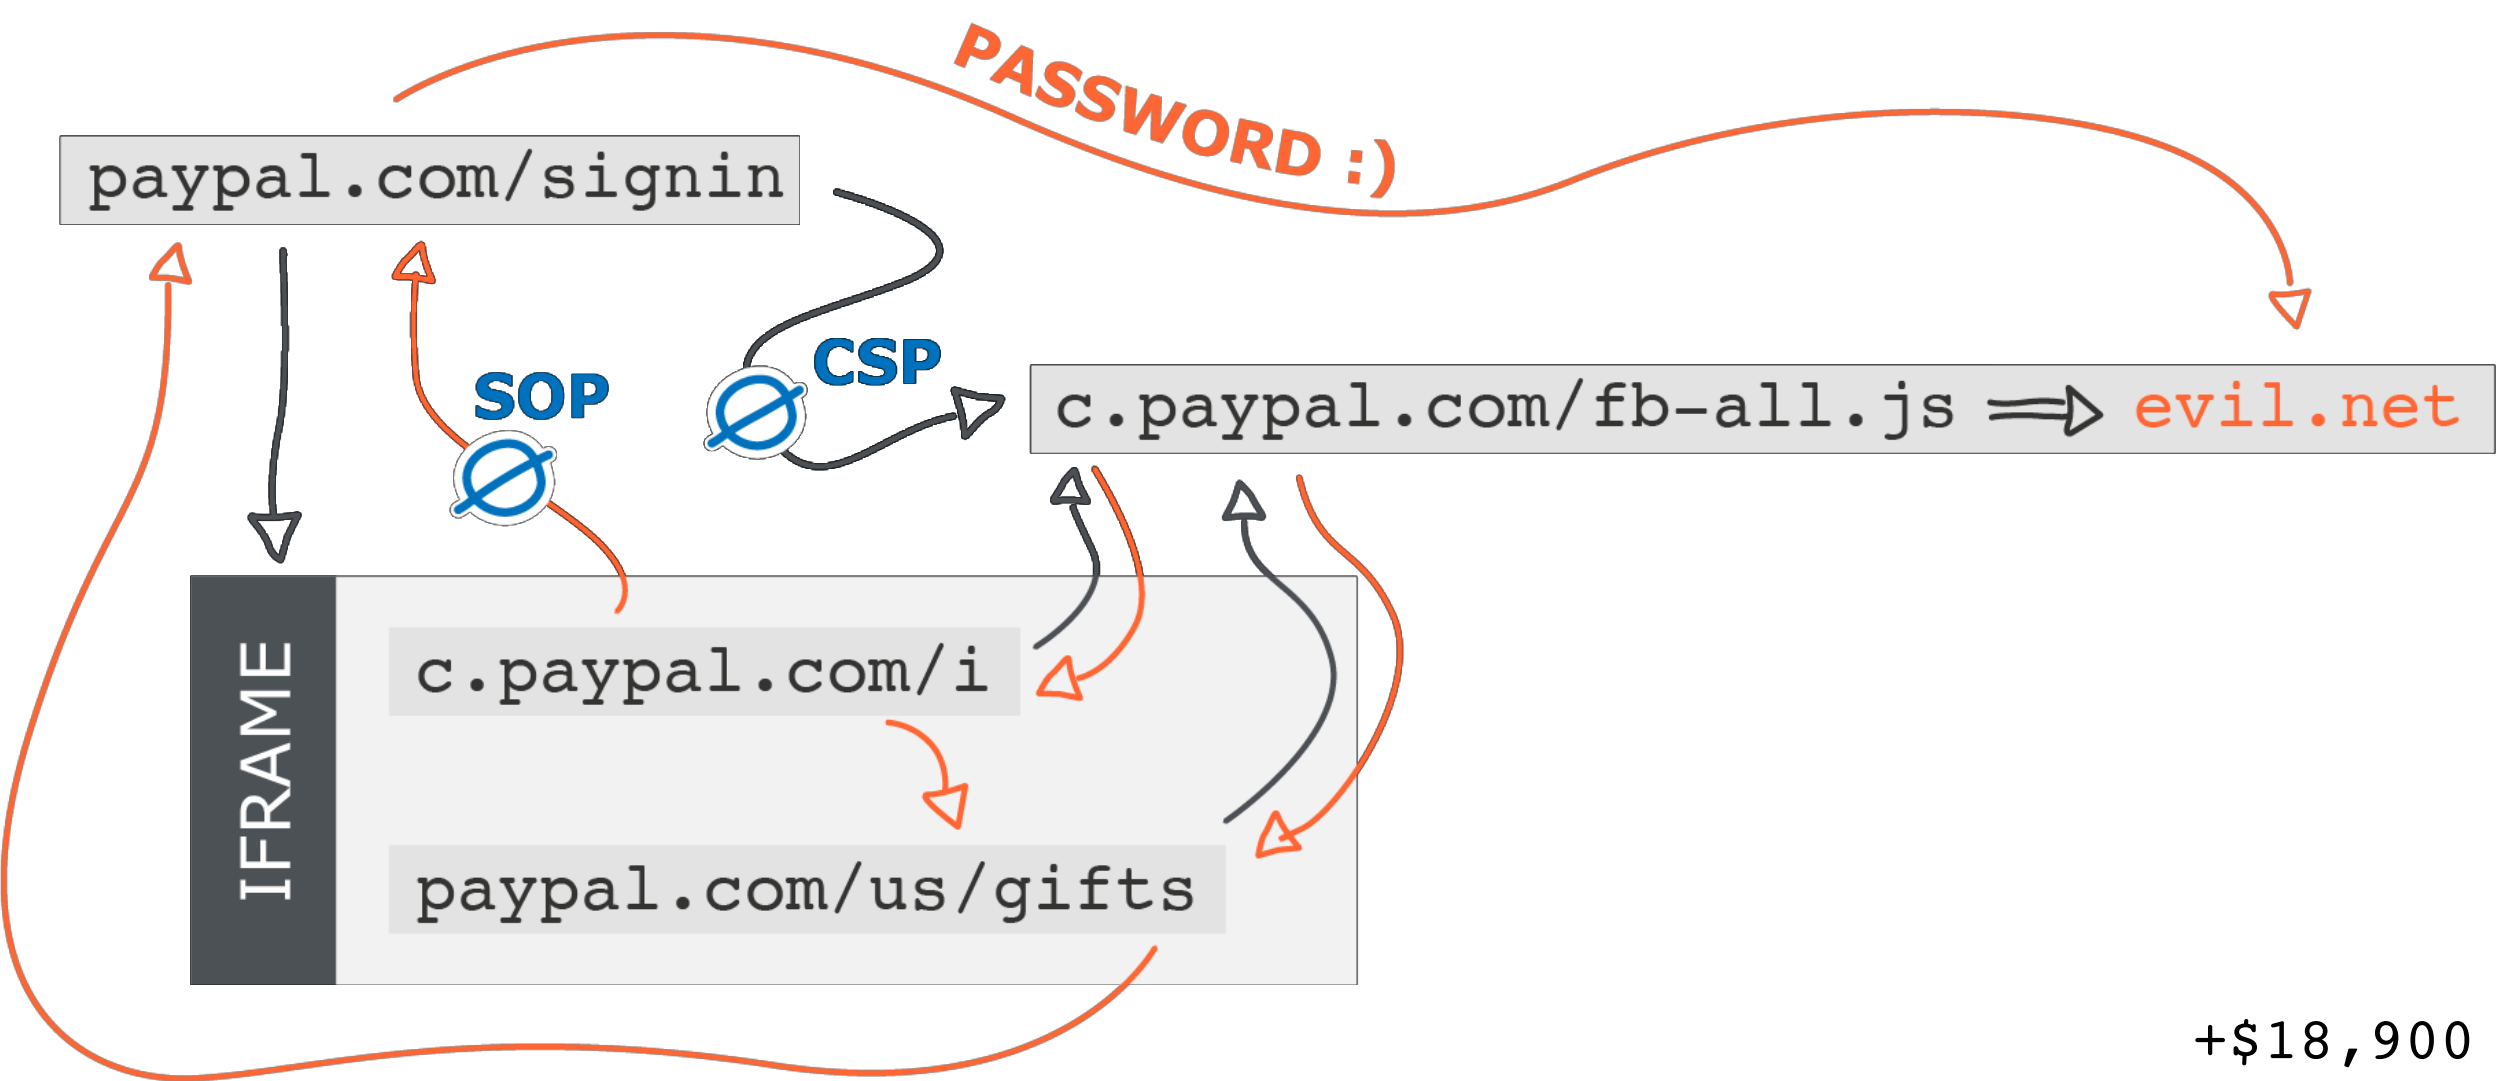 PASSWORD :)
paypal.com/signin
SOP
CSP
c.paypal.com/fb-all.js ⇒ evil.net
IFRAME
c.paypal.com/i
paypal.com/us/gifts
+$18,900